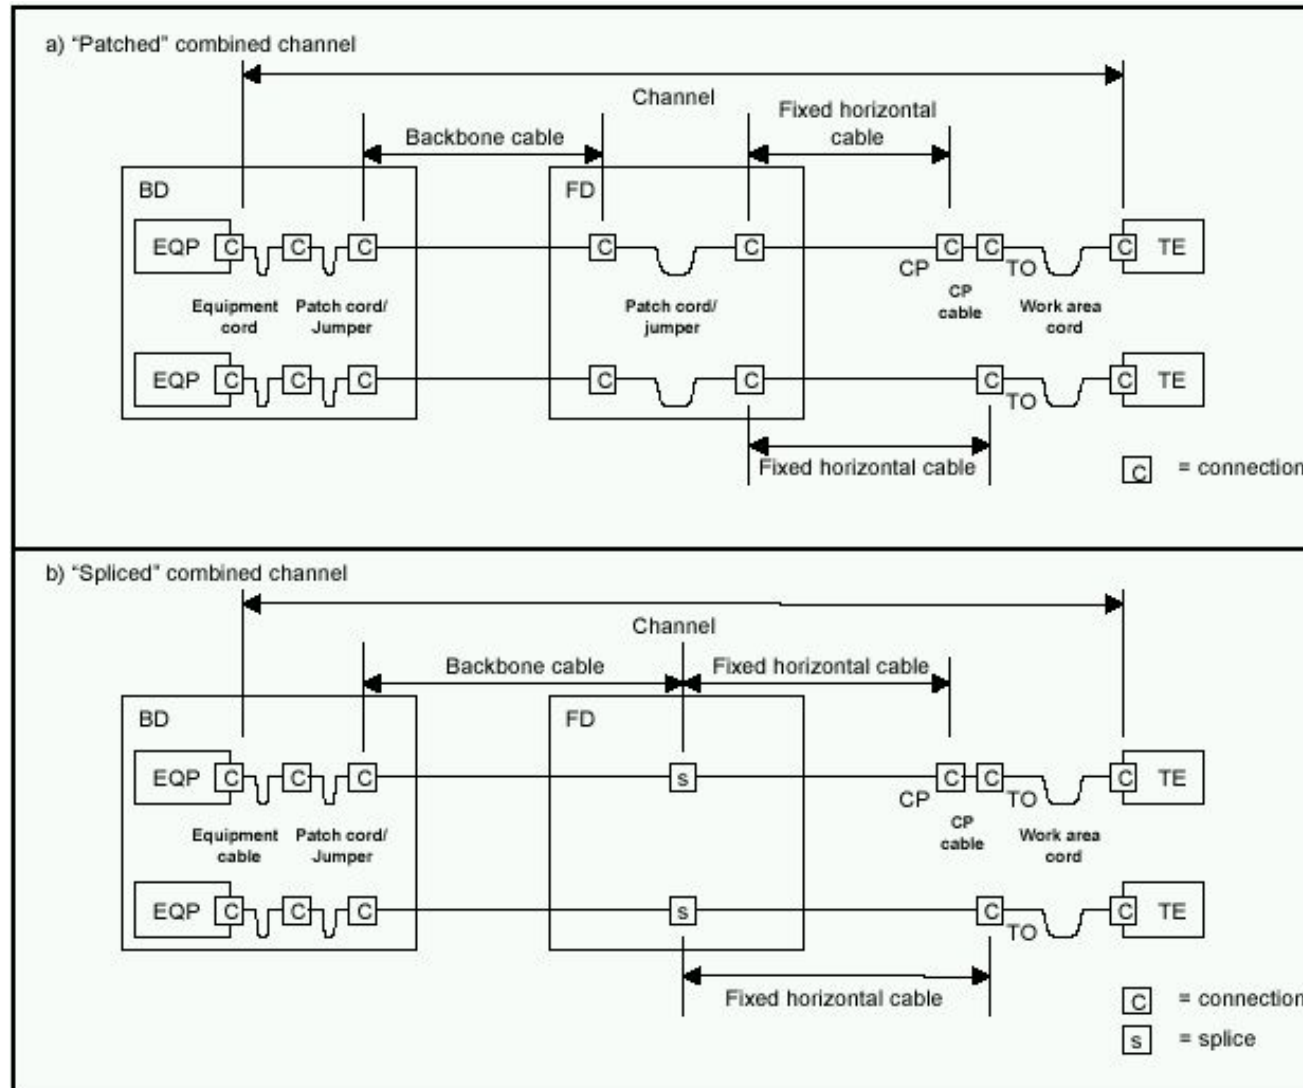 a) “Patched” combined channel
Channel
Fixed horizontal
cable
Backbone cable
BD
FD
EQP C C C C C C C C TE
CP TO
Equipment
cord
Patch cord/
Jumper
Patch cord/
jumper
CP
cable
Work area
cord
EQP C C C C C C C TE
TO
Fixed horizontal cable
C = connection
b) “Spliced” combined channel
Channel
Backbone cable
Fixed horizontal cable
BD
FD
EQP C C C s C C C TE
CP TO
Equipment
cable
Patch cord/
Jumper
CP
cable
Work area
cord
EQP C C C s C C TE
TO
Fixed horizontal cable
C = connection
s = splice